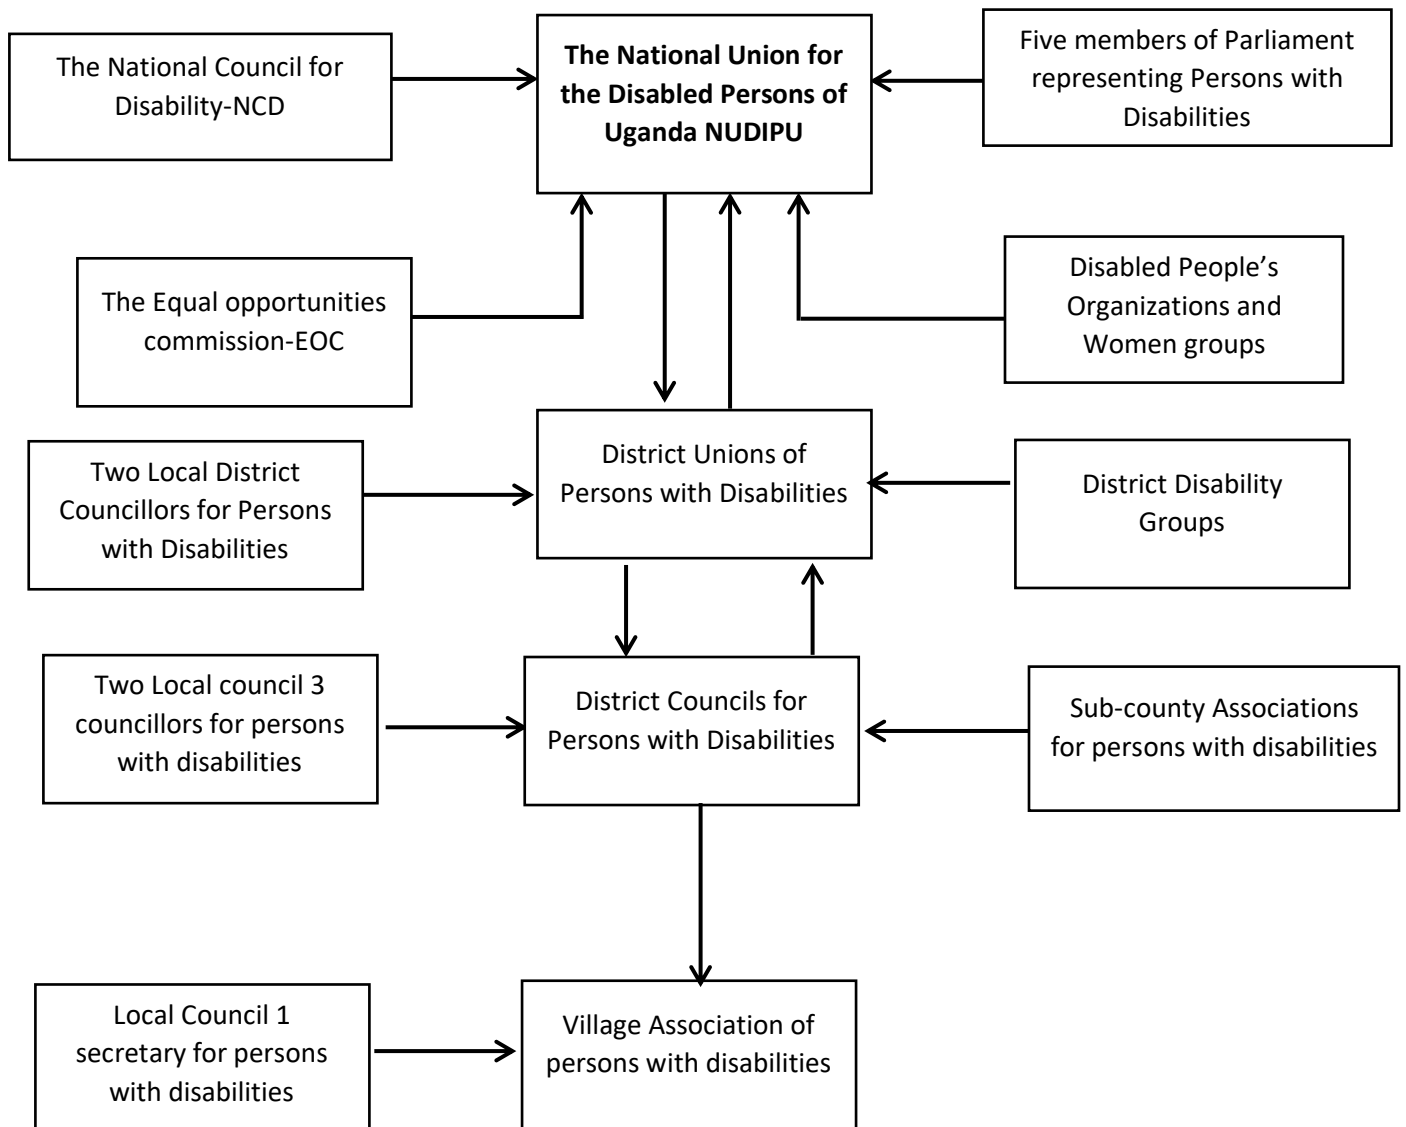 The National Council for
Disability-NCD
The National Union for
the Disabled Persons of
Uganda NUDIPU
Five members of Parliament
representing Persons with
Disabilities
The Equal opportunities
commission-EOC
Disabled People’s
Organizations and
Women groups
Two Local District
Councillors for Persons
with Disabilities
District Unions of
Persons with Disabilities
District Disability
Groups
Two Local council 3
councillors for persons
with disabilities
District Councils for
Persons with Disabilities
Sub-county Associations
for persons with disabilities
Local Council 1
secretary for persons
with disabilities
Village Association of
persons with disabilities